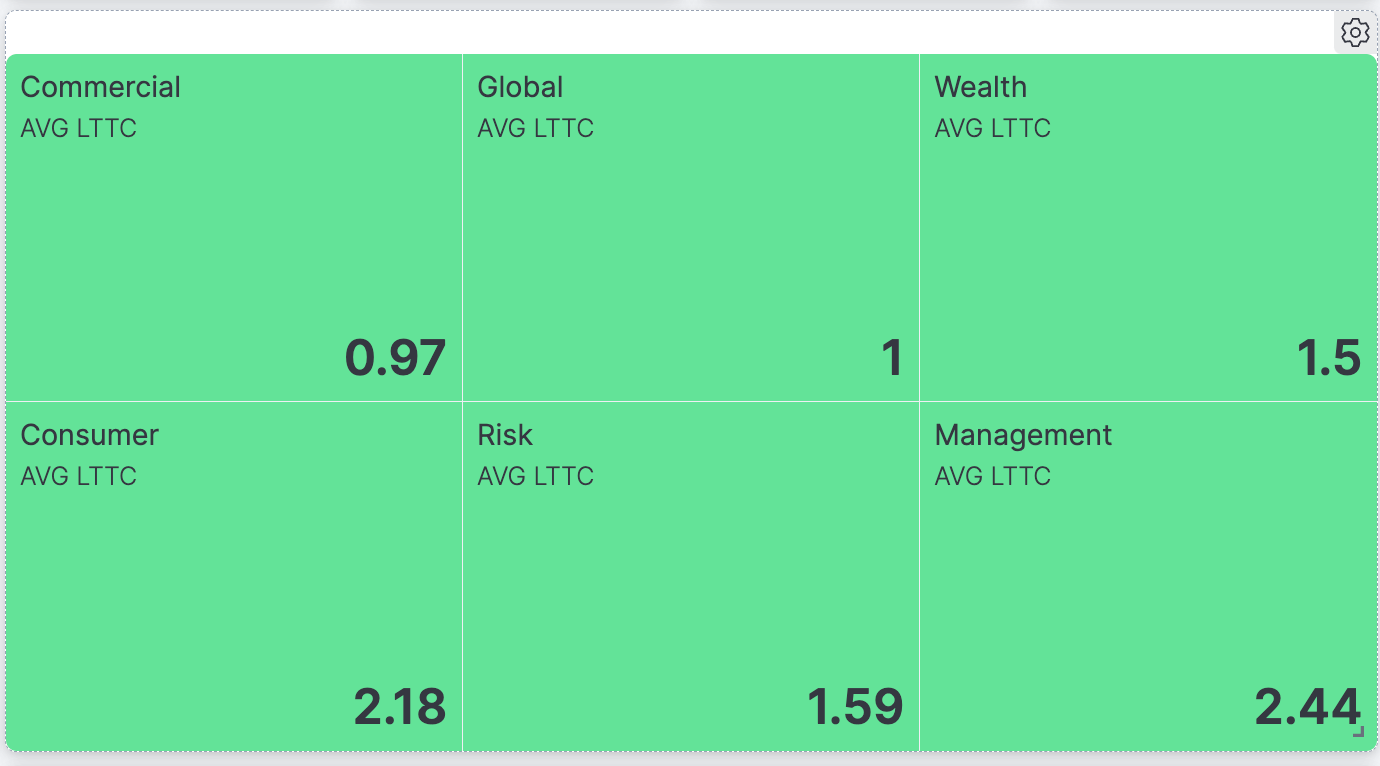 Commercial
AVG LTTC
0.97
Global
AVG LTTC
1
Wealth
AVG LTTC
1.5
Consumer
AVG LTTC
2.18
Risk
AVG LTTC
1.59
Management
AVG LTTC
2.44